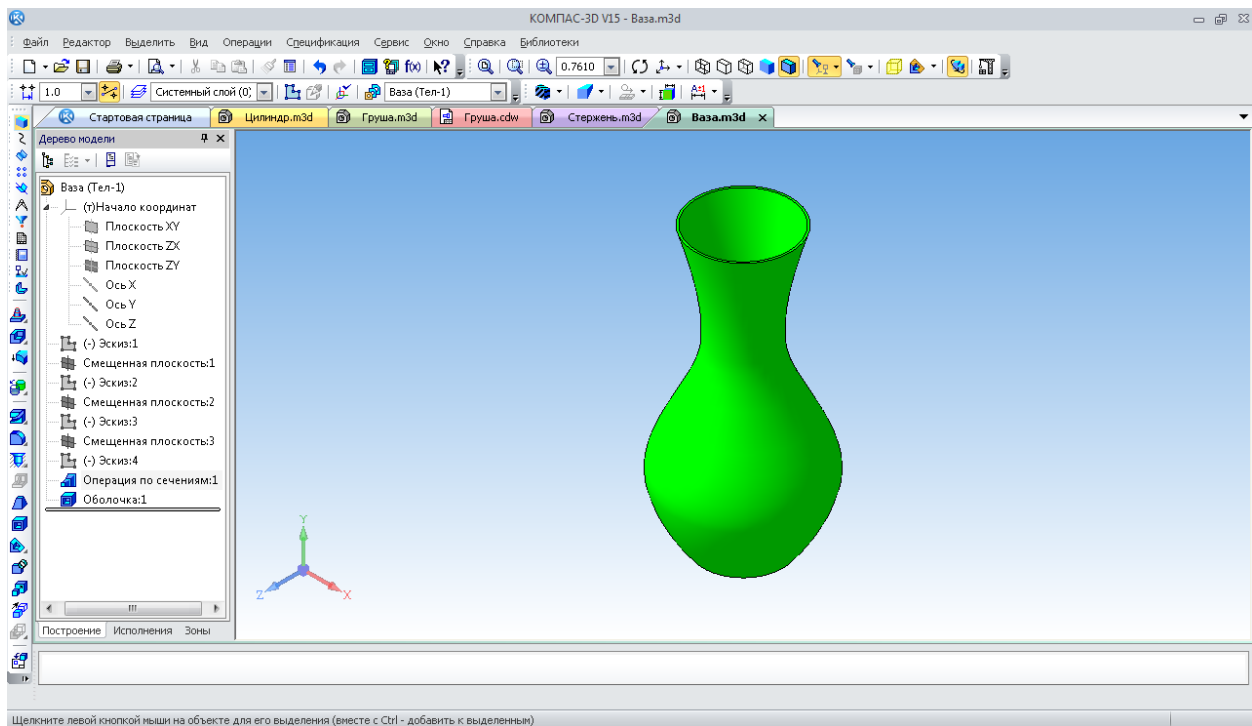 КОМПАС-3D V15 - Ваза.m3d
Файл Редактор Выделить Вид Операции Спецификация Сервис Окно Справка Библиотеки
0.7610
1.0 Системный слой (0) Ваза (Тел-1)
Стартовая страница Цилиндр.m3d Груша.m3d Груша.cdw Стержень.m3d Ваза.m3d
Дерево модели
Ваза (Тел-1)
(т)Начало координат
Плоскость XY
Плоскость ZX
Плоскость ZY
Ось X
Ось Y
Ось Z
(-) Эскиз:1
Смещенная плоскость:1
(-) Эскиз:2
Смещенная плоскость:2
(-) Эскиз:3
Смещенная плоскость:3
(-) Эскиз:4
Операция по сечениям:1
Оболочка:1
Y
Z
X
Построение Исполнения Зоны
Щелкните левой кнопкой мыши на объекте для его выделения (вместе с Ctrl - добавить к выделенным)